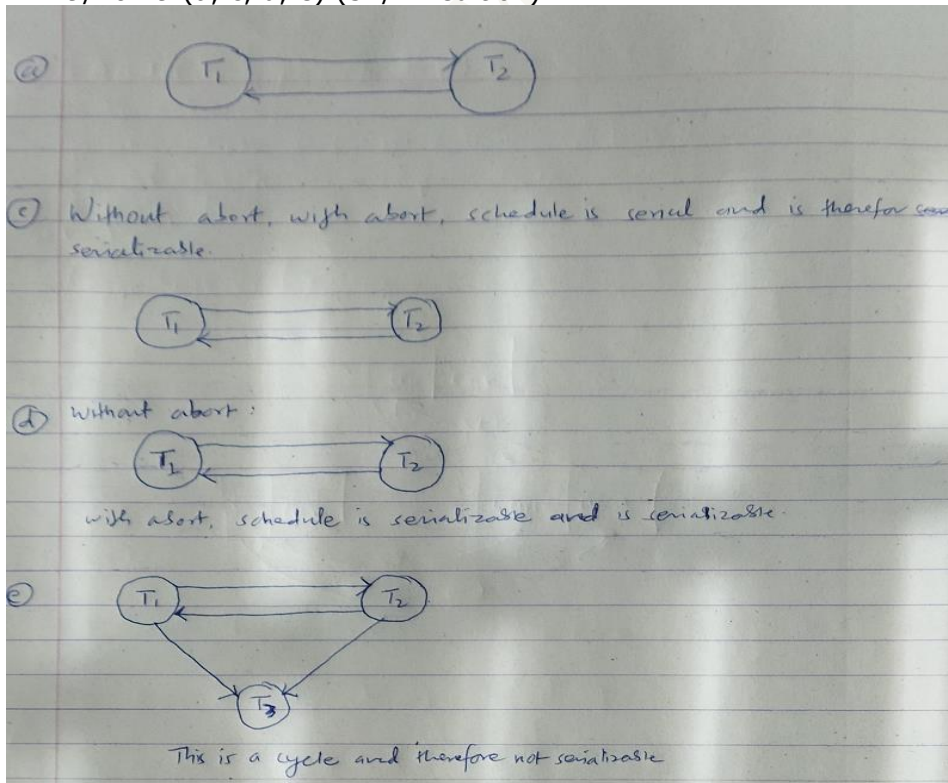 (a) T1 T2
(c) Without abort, with abort, schedule is serial and is therefor
serializable.
T1 T2
(d) without abort :
T1 T2
with abort, schedule is serializable and is serializable.
(e) T1 T2
T3
This is a cycle and therefore not serializable